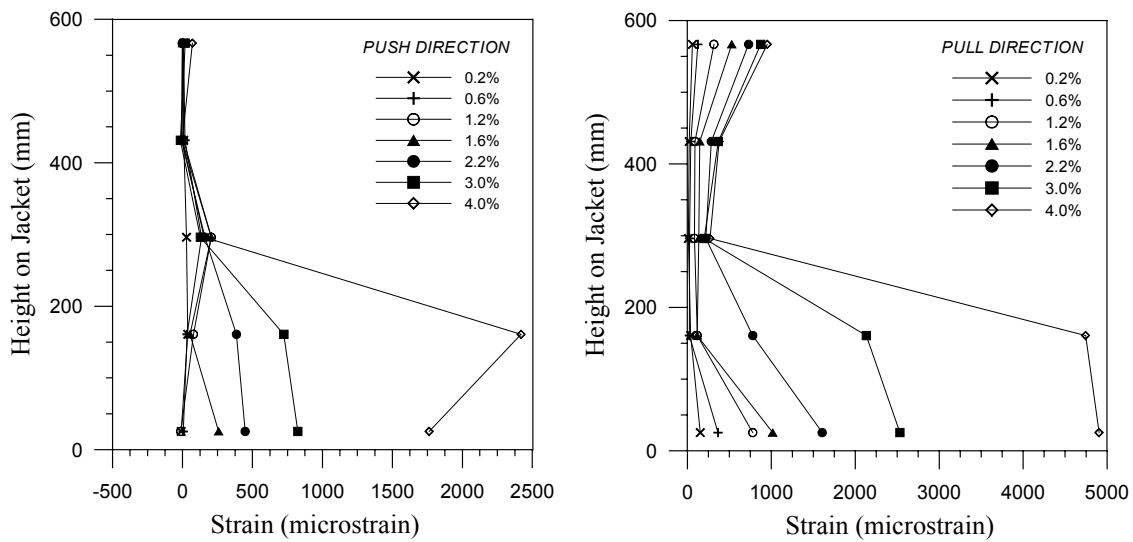 600
400
200
0
Height on Jacket (mm)
PUSH DIRECTION
0.2%
0.6%
1.2%
1.6%
2.2%
3.0%
4.0%
-500 0 500 1000 1500 2000 2500
Strain (microstrain)
600
400
200
0
Height on Jacket (mm)
PULL DIRECTION
0.2%
0.6%
1.2%
1.6%
2.2%
3.0%
4.0%
0 1000 2000 3000 4000 5000
Strain (microstrain)